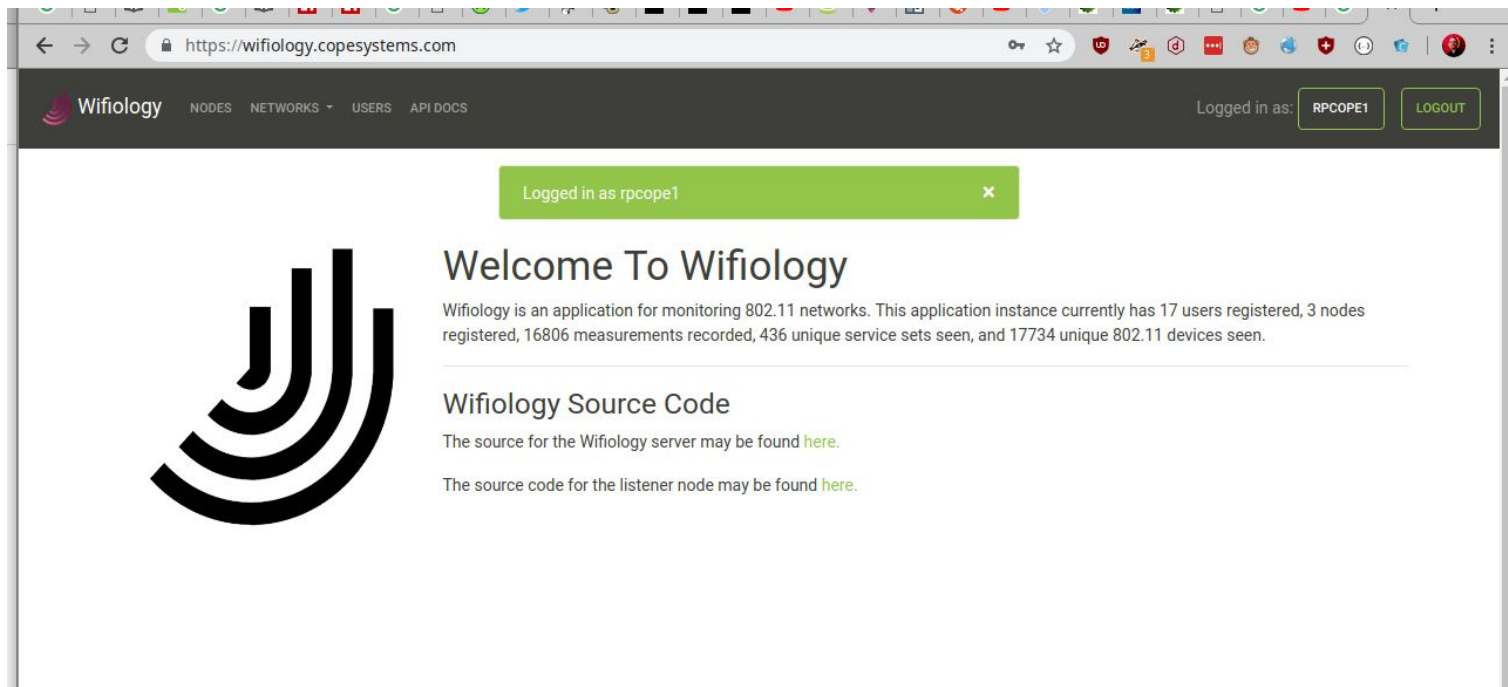 https://wifiology.copesystems.com
3
Wifiology NODES NETWORKS USERS API DOCS Logged in as: RPCOPE1 LOGOUT
Logged in as rpcope1 ×
Welcome To Wifiology
Wifiology is an application for monitoring 802.11 networks. This application instance currently has 17 users registered, 3 nodes
registered, 16806 measurements recorded, 436 unique service sets seen, and 17734 unique 802.11 devices seen.
Wifiology Source Code
The source for the Wifiology server may be found here.
The source code for the listener node may be found here.